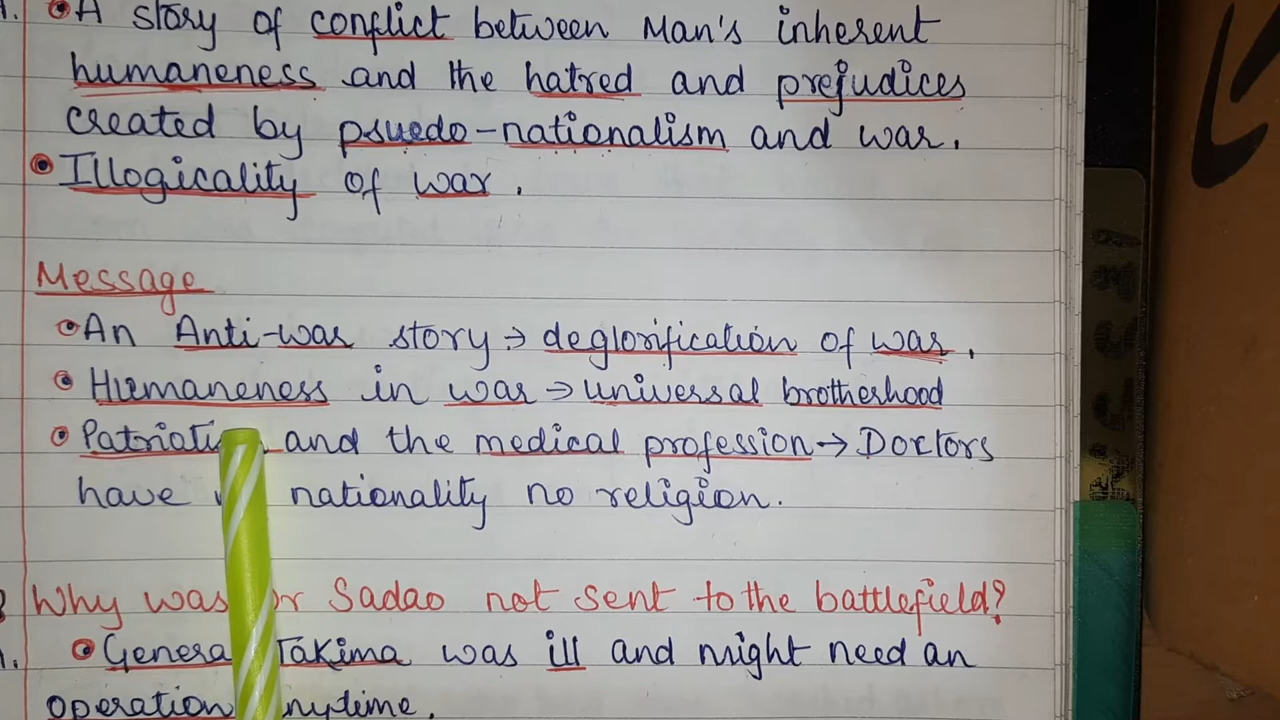 • A story of conflict between Man's inherent
humaneness and the hatred and prejudices
created by psuedo-nationalism and war.
• Illogicality of war.
Message
• An Anti-war story → deglorification of war.
• Humaneness in war → universal brotherhood
• and the medical profession → Doctors
have nationality no religion.
Why was Sadao not sent to the battlefield?
• Takima was ill and might need an
operation